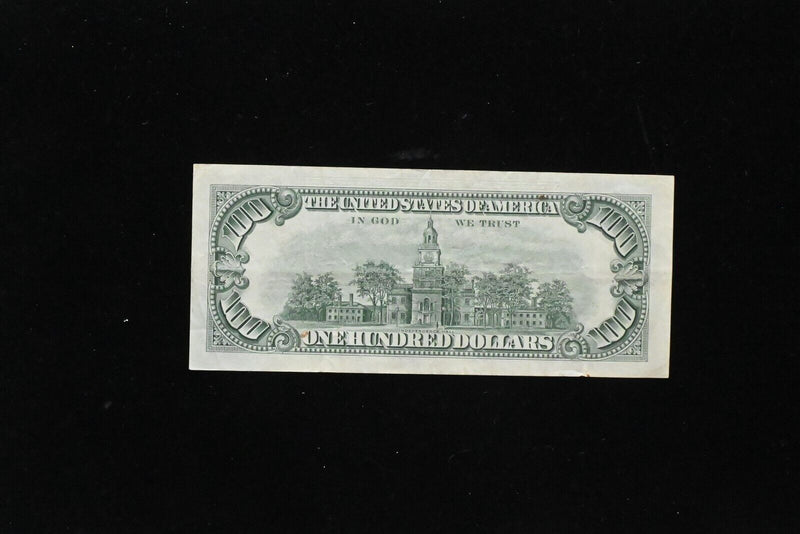 THE UNITED STATES OF AMERICA
IN GOD WE TRUST
100 100
100 100
ONE HUNDRED DOLLARS